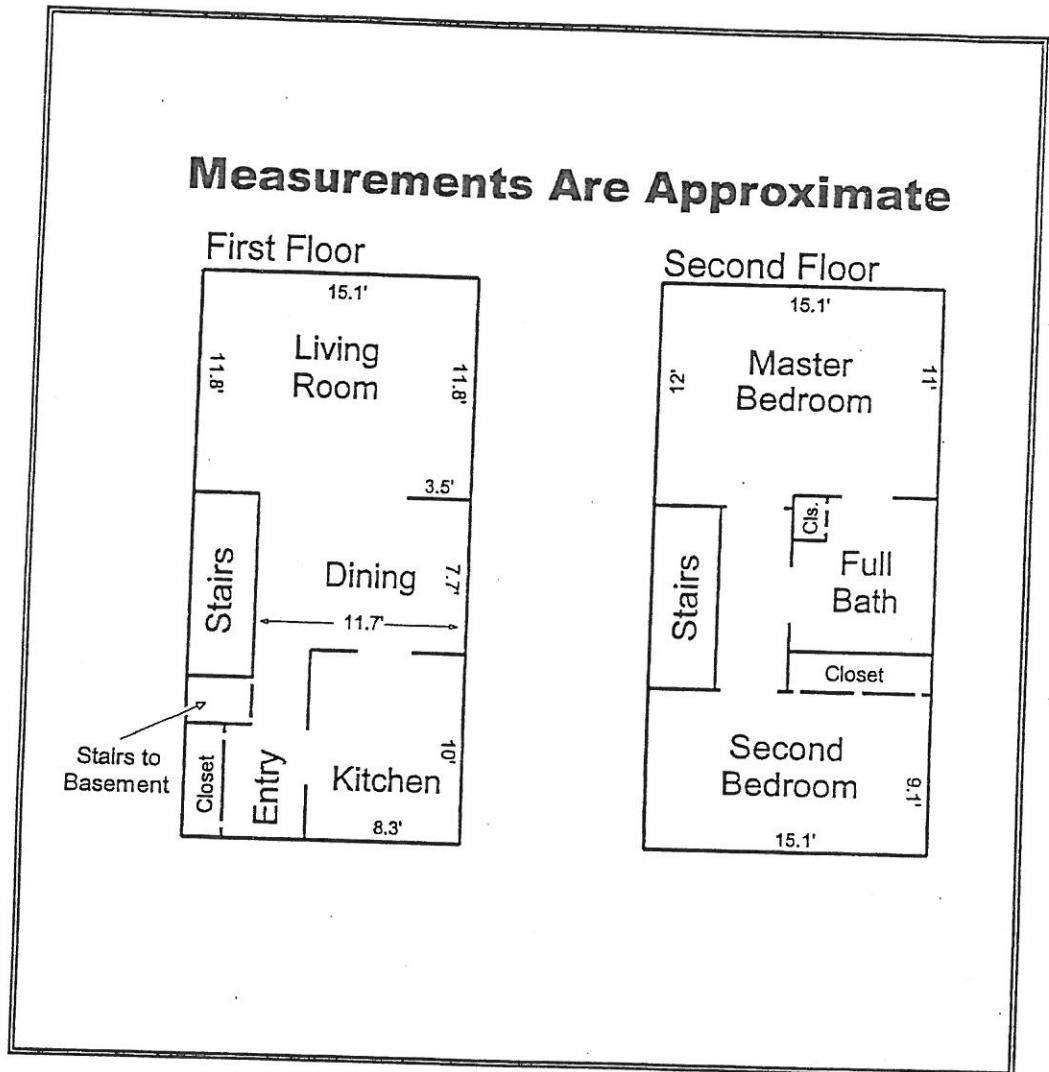 Measurements Are Approximate
First Floor
15.1'
Living
Room
11.8'
11.8'
3.5'
Stairs
Dining
7.7'
11.7'
Stairs to
Basement
Closet
Entry
Kitchen
10'
8.3'
Second Floor
15.1'
Master
Bedroom
12'
11'
Cls.
Stairs
Full
Bath
Closet
Second
Bedroom
9.1'
15.1'